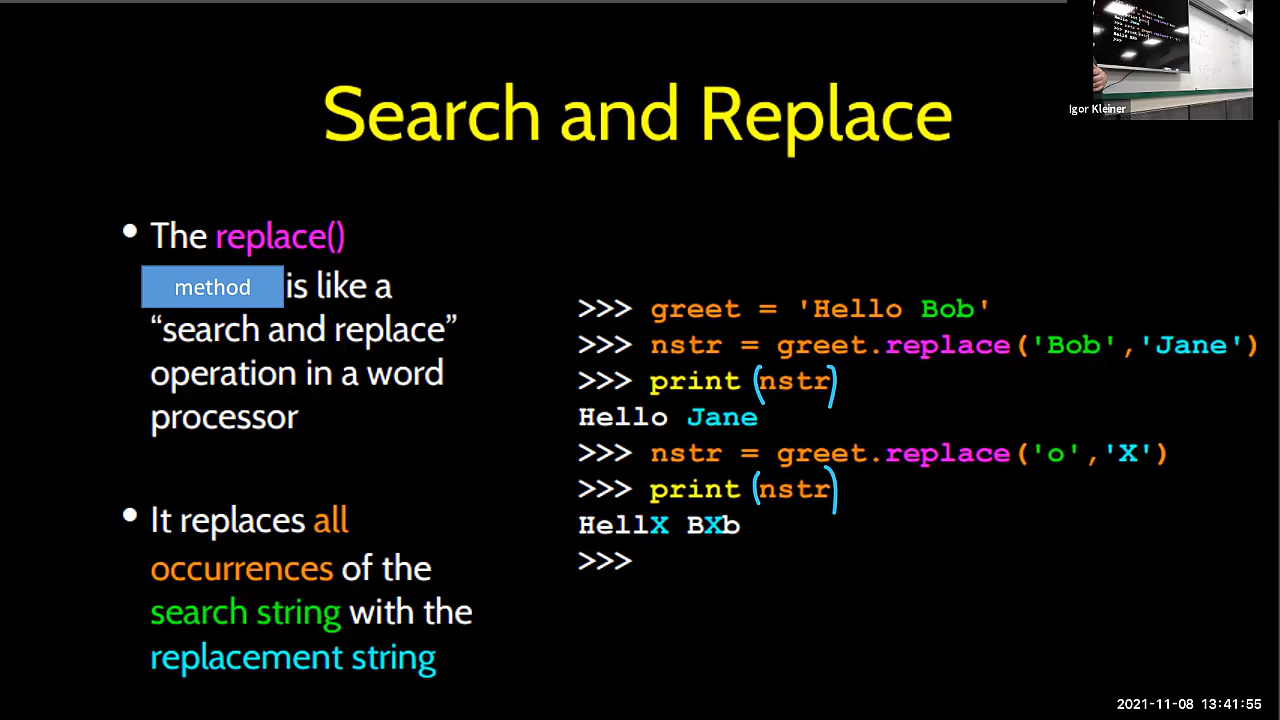 Search and Replace
Igor Kleiner
• The replace()
method is like a
“search and replace”
operation in a word
processor
• It replaces all
occurrences of the
search string with the
replacement string
>>> greet = 'Hello Bob'
>>> nstr = greet.replace('Bob','Jane')
>>> print (nstr)
Hello Jane
>>> nstr = greet.replace('o','X')
>>> print (nstr)
HellX BXb
>>>
2021-11-08 13:41:55